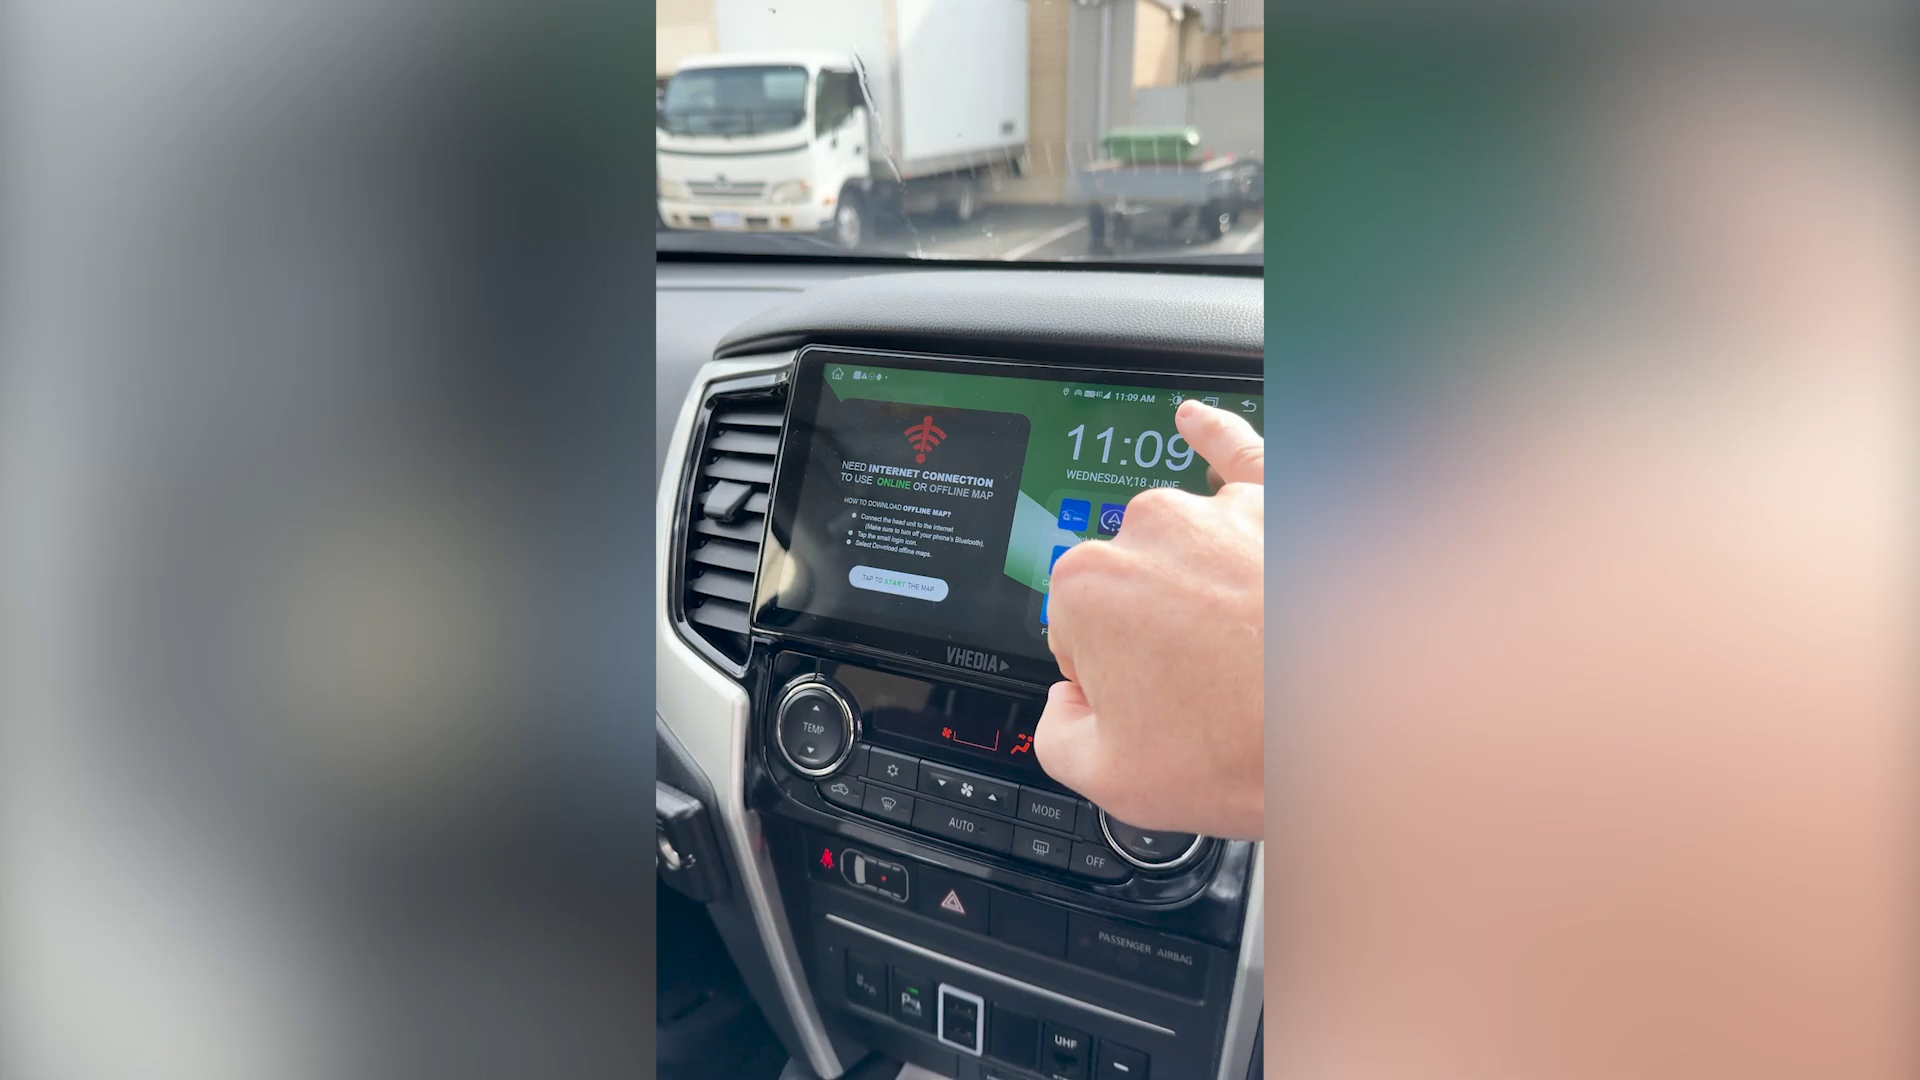 11:09 AM
11:09
WEDNESDAY,18 JUNE
NEED INTERNET CONNECTION
TO USE ONLINE OR OFFLINE MAP
HOW TO DOWNLOAD OFFLINE MAP?
Connect the head unit to the internet
(Make sure to turn off your phone's Bluetooth).
Tap the small login icon.
Select Download offline maps.
TAP TO START THE MAP
VHEDIA
TEMP
MODE
AUTO
OFF
PASSENGER AIRBAG
UHF